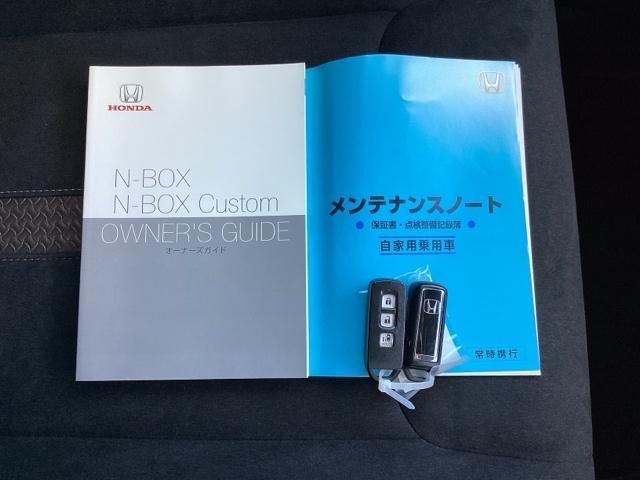 HONDA
N-BOX
N-BOX Custom
OWNER'S GUIDE
オーナーズガイド
メンテナンスノート
保証書・点検整備記録簿
自家用乗用車
常時携行